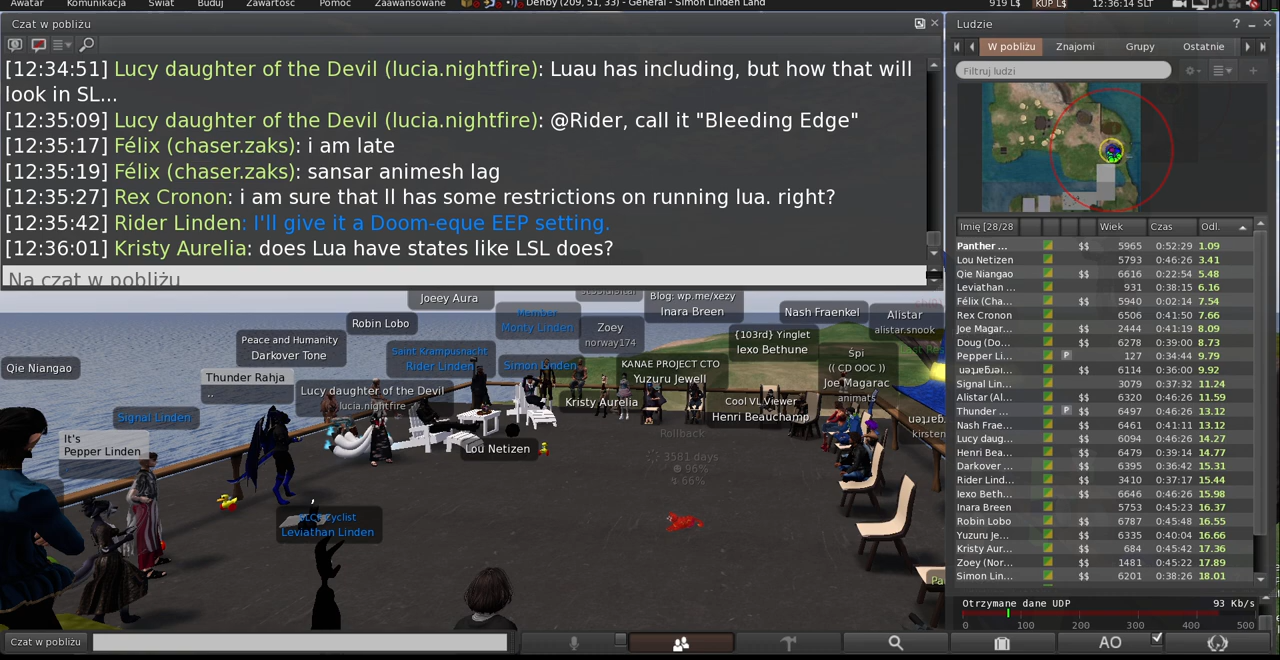 Awatar Komunikacja Świat Buduj Zawartość Pomoc Zaawansowane Denby (209, 51, 33) - General - Simon Linden Land 919 L$ KUP L$ 12:36:14 SLT
Czat w pobliżu
[12:34:51] Lucy daughter of the Devil (lucia.nightfire): Luau has including, but how that will
look in SL...
[12:35:09] Lucy daughter of the Devil (lucia.nightfire): @Rider, call it "Bleeding Edge"
[12:35:17] Félix (chaser.zaks): i am late
[12:35:19] Félix (chaser.zaks): sansar animesh lag
[12:35:27] Rex Cronon: i am sure that ll has some restrictions on running lua. right?
[12:35:42] Rider Linden: I'll give it a Doom-eque EEP setting.
[12:36:01] Kristy Aurelia: does Lua have states like LSL does?
Na czat w pobliżu
Joeey Aura
Blog: wp.me/xezy
Inara Breen
Member
Monty Linden
Nash Fraenkel
Alistar
alistar.snook
Robin Lobo
Zoey
norway174
{103rd} Yinglet
Iexo Bethune
Peace and Humanity
Darkover Tone
Saint Krampusnacht
Rider Linden
Simon Linden
KANAE PROJECT CTO
Yuzuru Jewell
Śpi
(( CD OOC ))
Joe Magarac
animats
Qie Niangao
Thunder Rahja
..
Lucy daughter of the Devil
lucia.nightfire
Kristy Aurelia
Cool VL Viewer
Henri Beauchamp
Signal Linden
kirsten
It's
Pepper Linden
Lou Netizen
Rollback
3581 days
96%
66%
SLCS Zyclist
Leviathan Linden
Pa
Czat w pobliżu
Ludzie
W pobliżu Znajomi Grupy Ostatnie
Filtruj ludzi
Imię [28/28 Wiek Czas Odl.
Panther ... $$ 5965 0:52:29 1.09
Lou Netizen 5793 0:46:26 3.41
Qie Niangao $$ 6616 0:22:54 5.48
Leviathan ... 931 0:38:15 6.16
Félix (Cha... $$ 5940 0:02:14 7.54
Rex Cronon 6506 0:41:50 7.66
Joe Magar... $$ 2444 0:41:19 8.09
Doug (Do... $$ 6278 0:39:00 8.73
Pepper Li... P 127 0:34:44 9.79
$$ 6114 0:36:00 9.92
Signal Lin... 3079 0:37:32 11.24
Alistar (Al... $$ 6320 0:46:26 11.59
Thunder ... P $$ 6497 0:46:26 13.12
Nash Frae... $$ 6461 0:41:11 13.12
Lucy daug... $$ 6094 0:46:26 14.27
Henri Bea... $$ 6479 0:39:14 14.77
Darkover ... $$ 6395 0:36:42 15.31
Rider Lind... $$ 3410 0:37:17 15.44
Iexo Beth... $$ 6646 0:46:26 15.98
Inara Breen 5753 0:45:23 16.37
Robin Lobo $$ 6787 0:45:48 16.55
Yuzuru Je... $$ 6335 0:40:04 16.66
Kristy Aur... $$ 684 0:45:42 17.36
Zoey (Nor... $$ 1481 0:45:22 17.89
Simon Lin... $$ 6201 0:38:26 18.01
Otrzymane dane UDP 93 Kb/s
0 100 200 300 400 500
AO